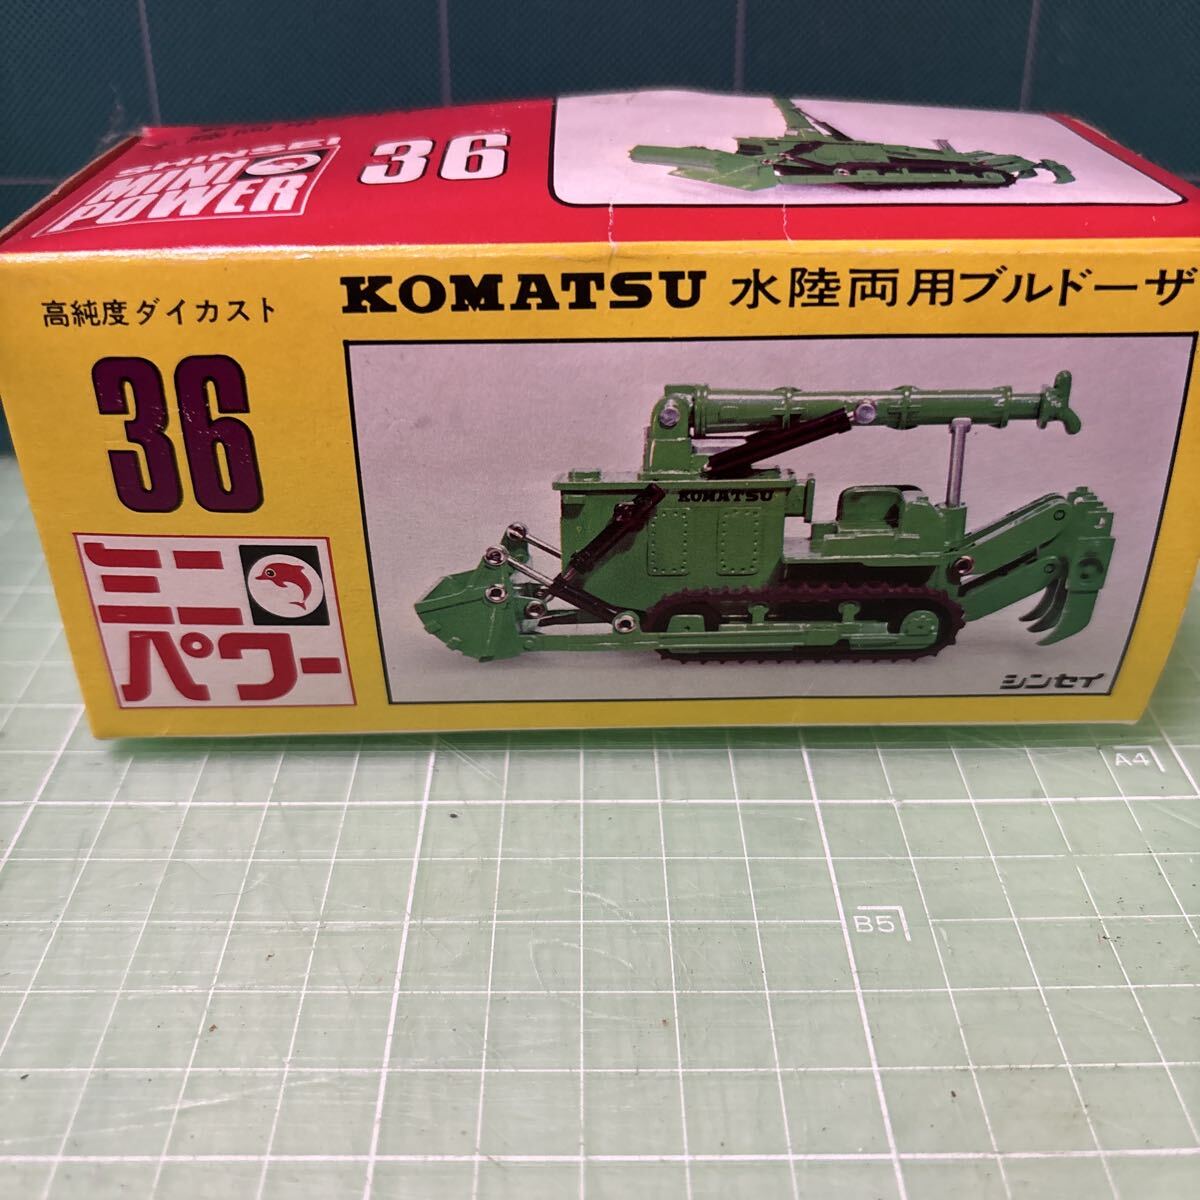 SHINSEI
MINI
POWER
36
高純度ダイカスト
KOMATSU 水陸両用ブルドーザ
36
KOMATSU
ミニ
パワー
シンセイ
A4
B5